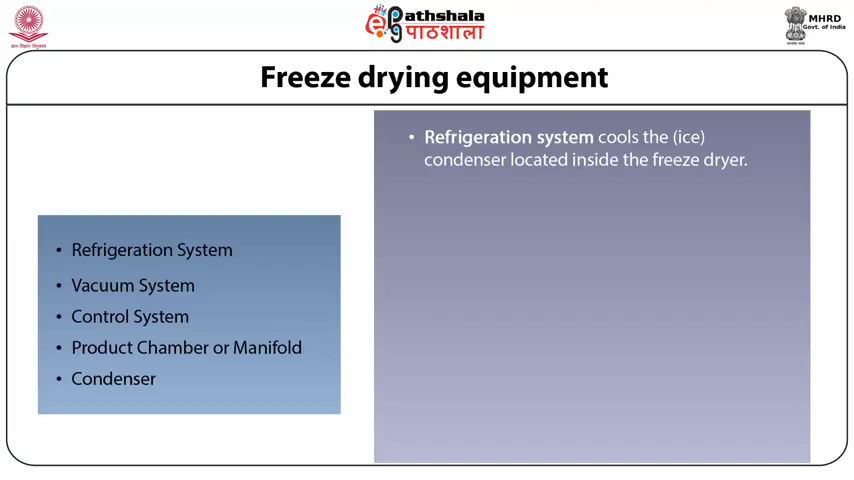 ePathshala
पाठशाला
MHRD
Govt. of India
Freeze drying equipment
• Refrigeration system cools the (ice)
condenser located inside the freeze dryer.
• Refrigeration System
• Vacuum System
• Control System
• Product Chamber or Manifold
• Condenser